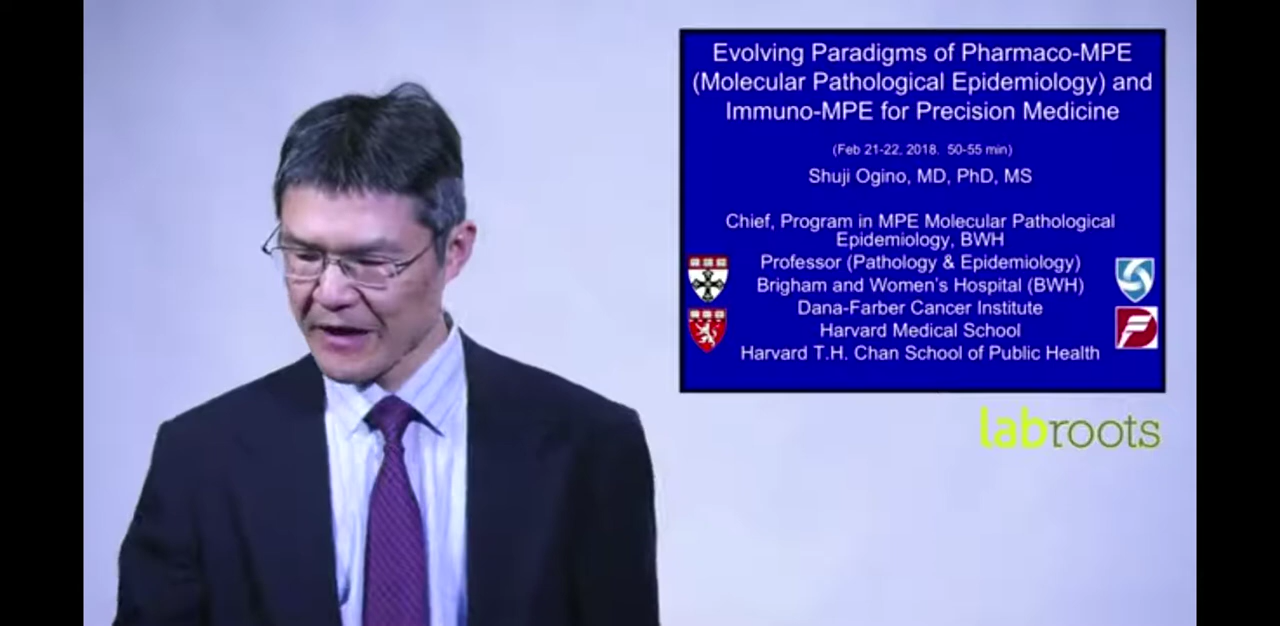 Evolving Paradigms of Pharmaco-MPE
(Molecular Pathological Epidemiology) and
Immuno-MPE for Precision Medicine
(Feb 21-22, 2018. 50-55 min)
Shuji Ogino, MD, PhD, MS
Chief, Program in MPE Molecular Pathological
Epidemiology, BWH
Professor (Pathology & Epidemiology)
Brigham and Women's Hospital (BWH)
Dana-Farber Cancer Institute
Harvard Medical School
Harvard T.H. Chan School of Public Health
labroots